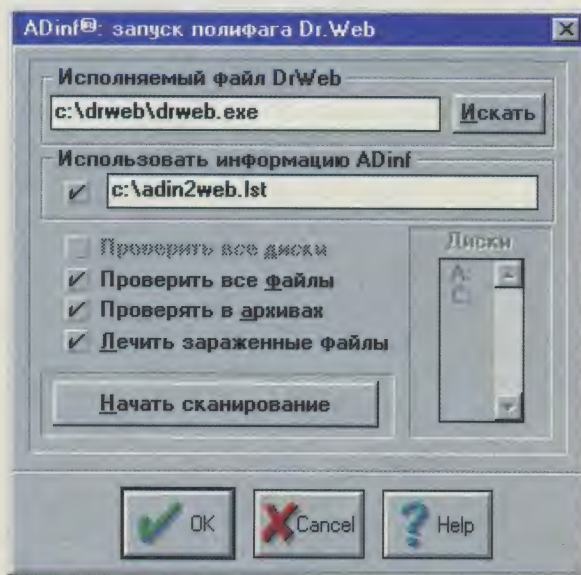 ADinf®: запуск полифага Dr.Web
Исполняемый файл DrWeb
c:\drweb\drweb.exe
Искать
Использовать информацию ADinf
c:\adin2web.lst
Проверить все диски
Проверить все файлы
Проверять в архивах
Лечить зараженные файлы
Диски
A:
C:
Начать сканирование
OK
Cancel
Help